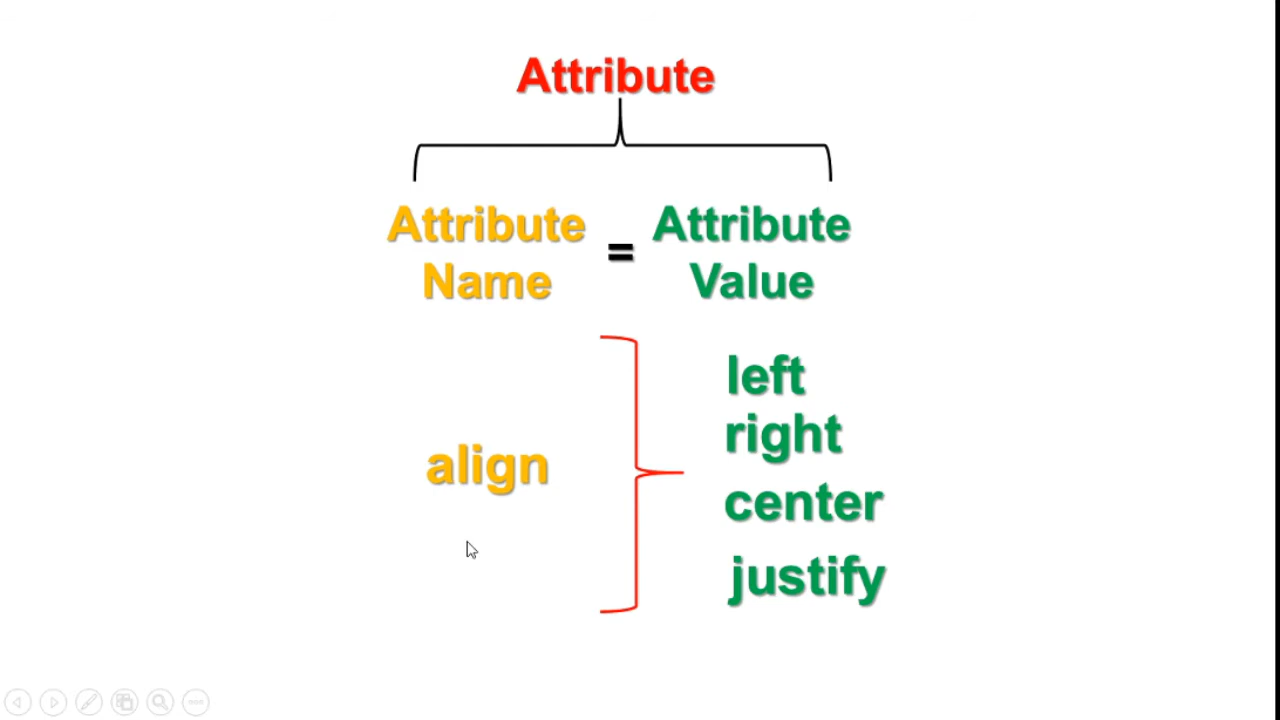 Attribute
Attribute Name = Attribute Value
align
left
right
center
justify